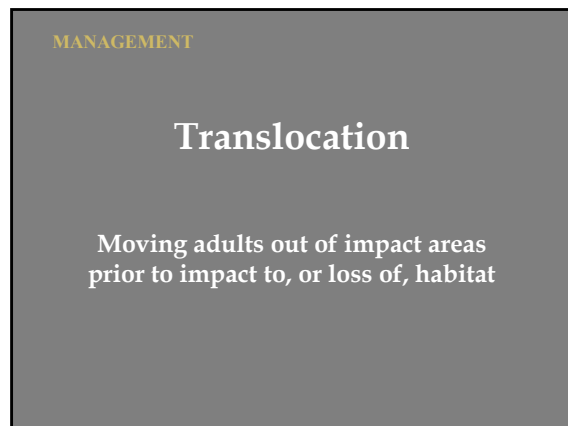 MANAGEMENT
Translocation
Moving adults out of impact areas
prior to impact to, or loss of, habitat